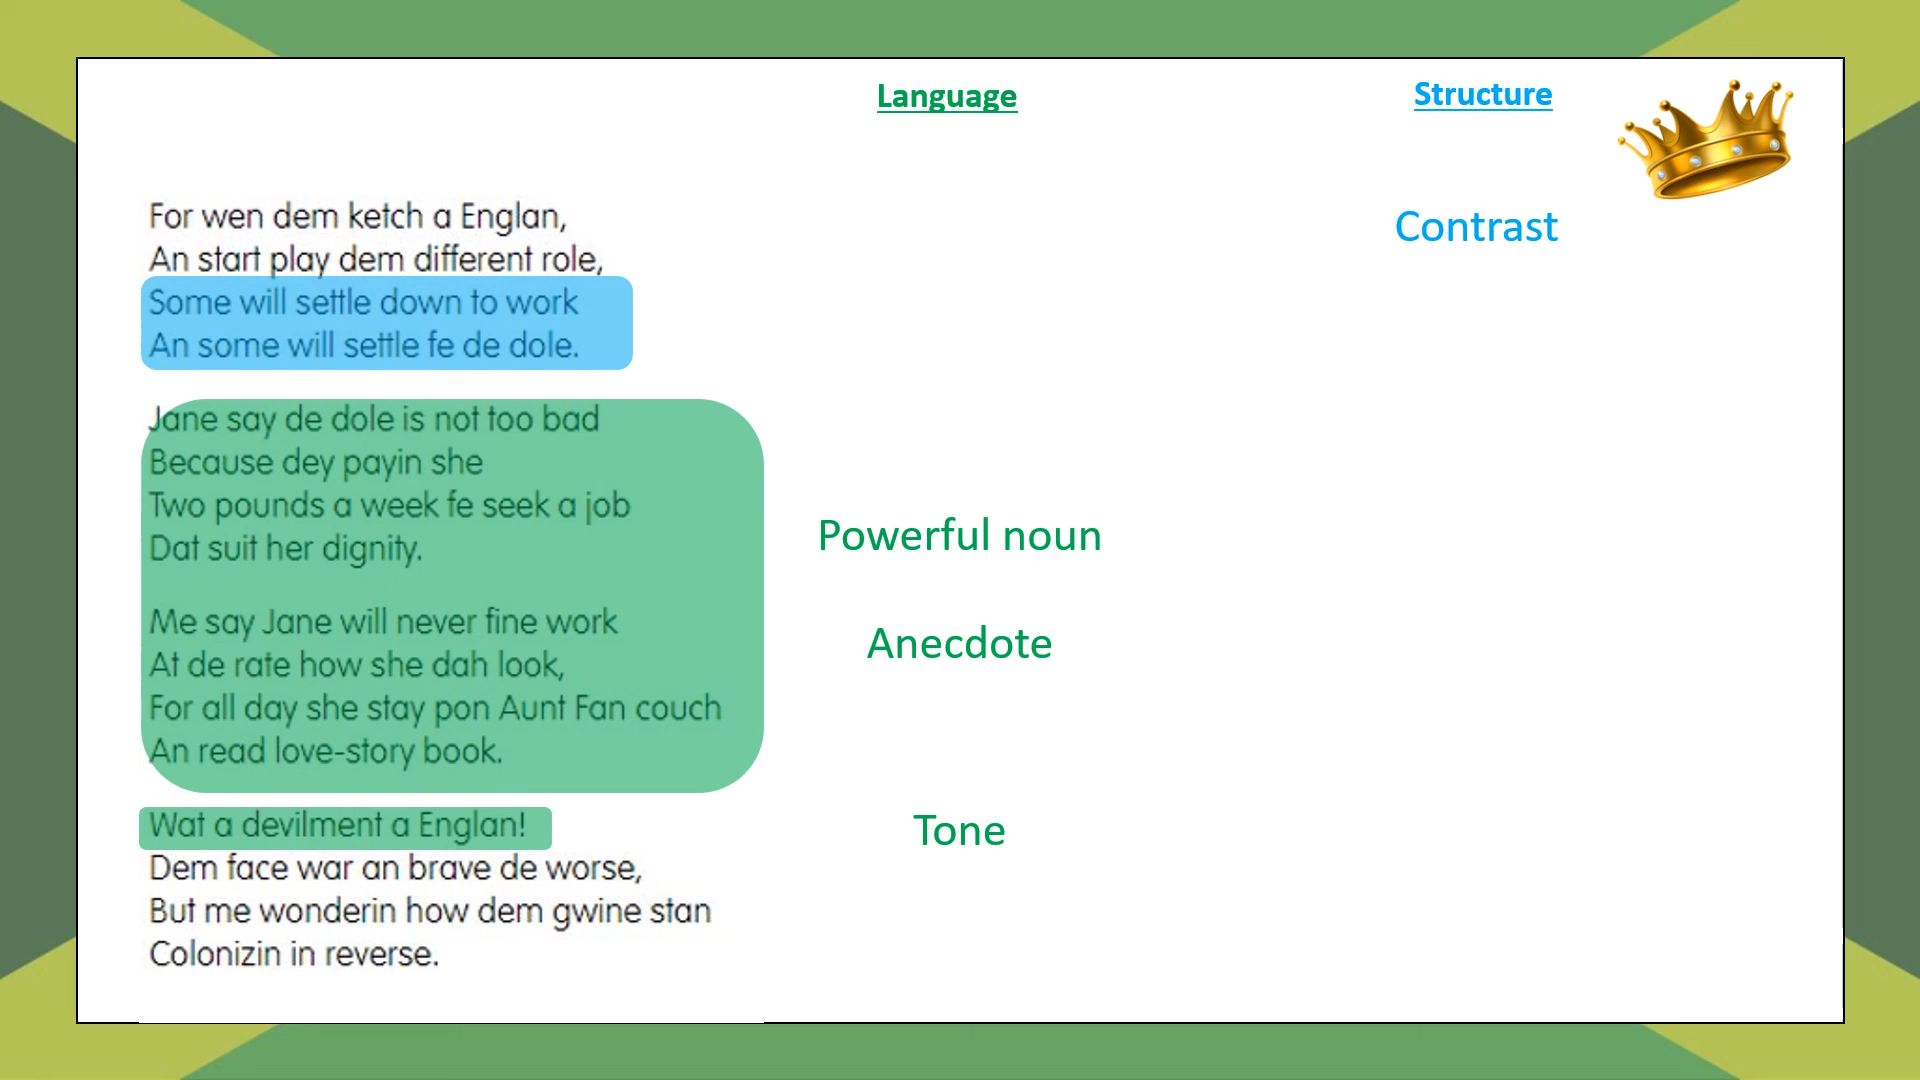 Language
Structure
For wen dem ketch a Englan,
An start play dem different role,
Some will settle down to work
An some will settle fe de dole.
Jane say de dole is not too bad
Because dey payin she
Two pounds a week fe seek a job
Dat suit her dignity.
Me say Jane will never fine work
At de rate how she dah look,
For all day she stay pon Aunt Fan couch
An read love-story book.
Wat a devilment a Englan!
Dem face war an brave de worse,
But me wonderin how dem gwine stan
Colonizin in reverse.
Powerful noun
Anecdote
Tone
Contrast